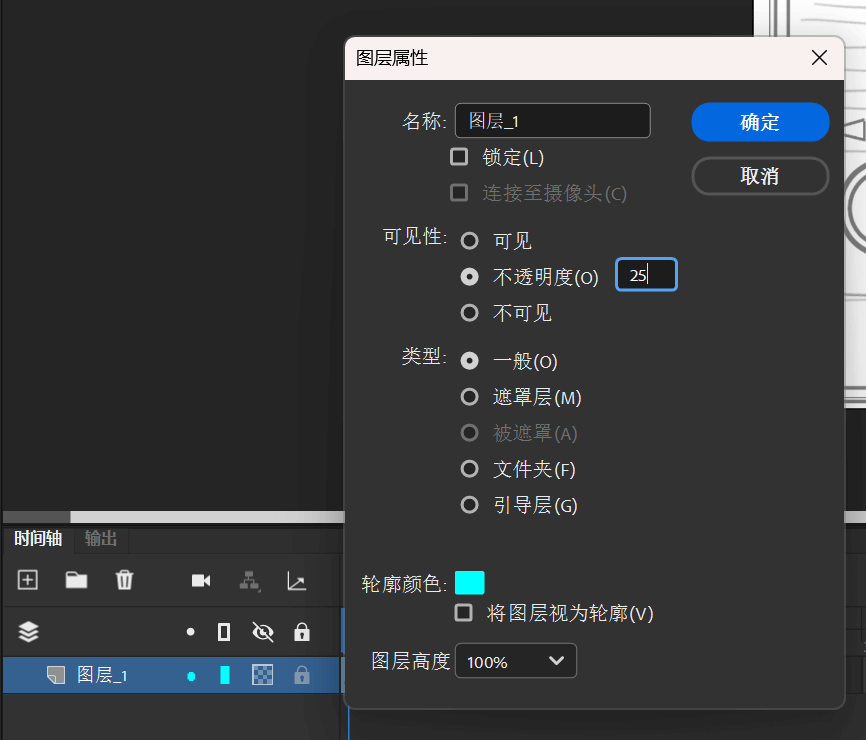 图层属性
名称: 图层_1
确定
锁定(L)
取消
连接至摄像头(C)
可见性:
可见
不透明度(O) 25
不可见
类型:
一般(O)
遮罩层(M)
被遮罩(A)
文件夹(F)
引导层(G)
时间轴 输出
轮廓颜色:
将图层视为轮廓(V)
图层高度 100%
图层_1